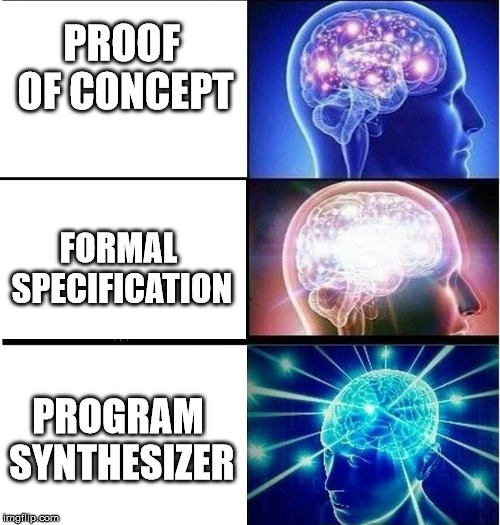 PROOF
OF CONCEPT
FORMAL
SPECIFICATION
PROGRAM
SYNTHESIZER
imgflip.com